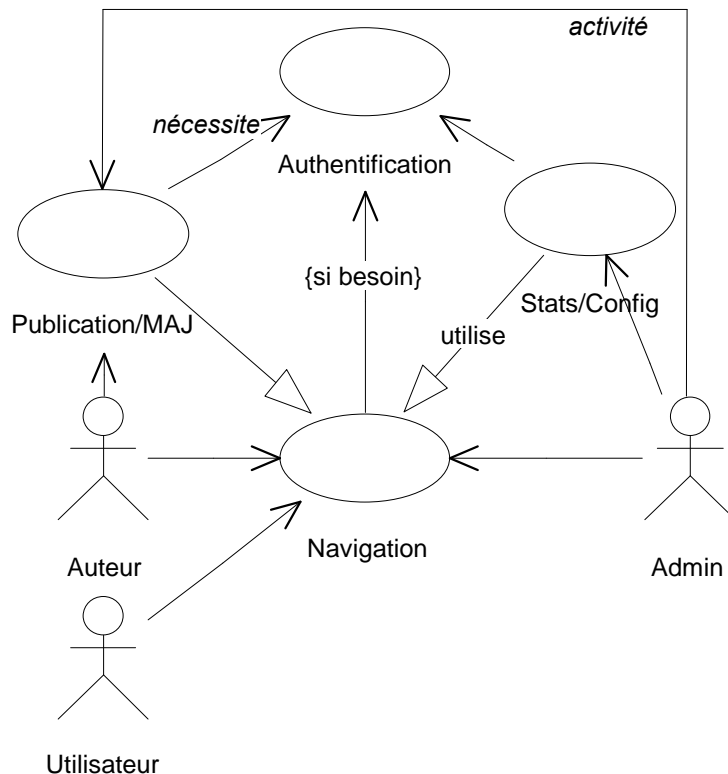 activité
nécessite
Authentification
{si besoin}
Stats/Config
Publication/MAJ
utilise
Navigation
Auteur
Admin
Utilisateur